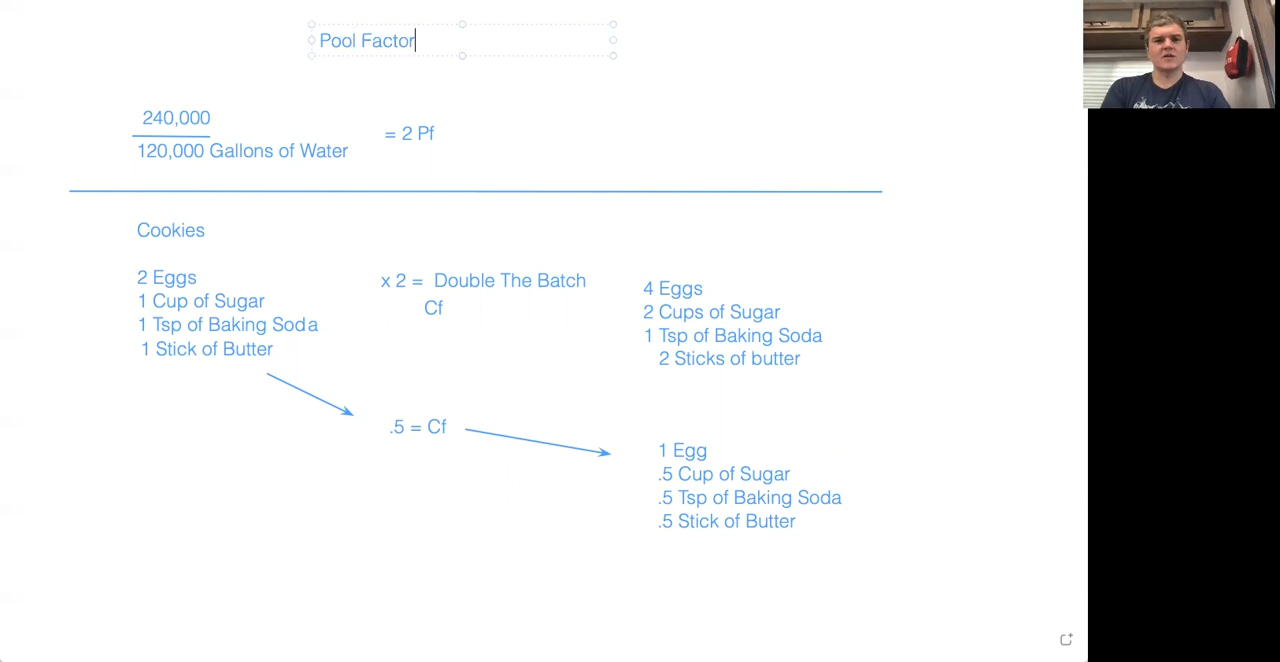 Pool Factor
240,000
120,000 Gallons of Water
= 2 Pf
Cookies
2 Eggs
1 Cup of Sugar
1 Tsp of Baking Soda
1 Stick of Butter
x 2 = Double The Batch
Cf
4 Eggs
2 Cups of Sugar
1 Tsp of Baking Soda
2 Sticks of butter
.5 = Cf
1 Egg
.5 Cup of Sugar
.5 Tsp of Baking Soda
.5 Stick of Butter